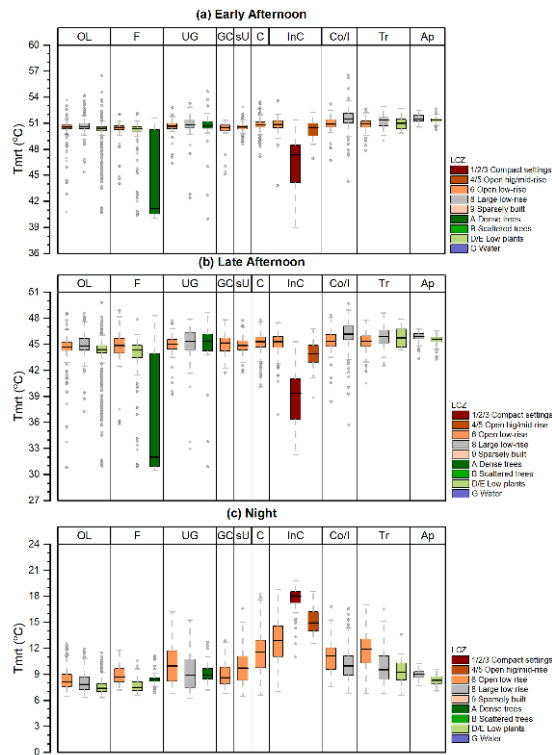 (a) Early Afternoon
OL F UG GC sU C InC Co/I Tr Ap
60
57
54
51
48
45
42
39
36
Tmrt (°C)
LCZ
1/2/3 Compact settings
4/5 Open hig/mid rise
6 Open low-rise
8 Large low-rise
9 Sparsely built
A Dense trees
B Scattered trees
D/E Low plants
G Water
(b) Late Afternoon
OL F UG GC sU C InC Co/I Tr Ap
51
48
45
42
39
36
33
30
27
Tmrt (°C)
LCZ
1/2/3 Compact settings
4/5 Open hig/mid rise
6 Open low-rise
8 Large low-rise
9 Sparsely built
A Dense trees
B Scattered trees
D/E Low plants
G Water
(c) Night
OL F UG GC sU C InC Co/I Tr Ap
24
21
18
15
12
9
6
3
0
Tmrt (°C)
LCZ
1/2/3 Compact settings
4/5 Open hig/mid-rise
6 Open low rise
8 Large low rise
9 Sparsely built
A Dense trees
B Scattered trees
D/E Low plants
G Water